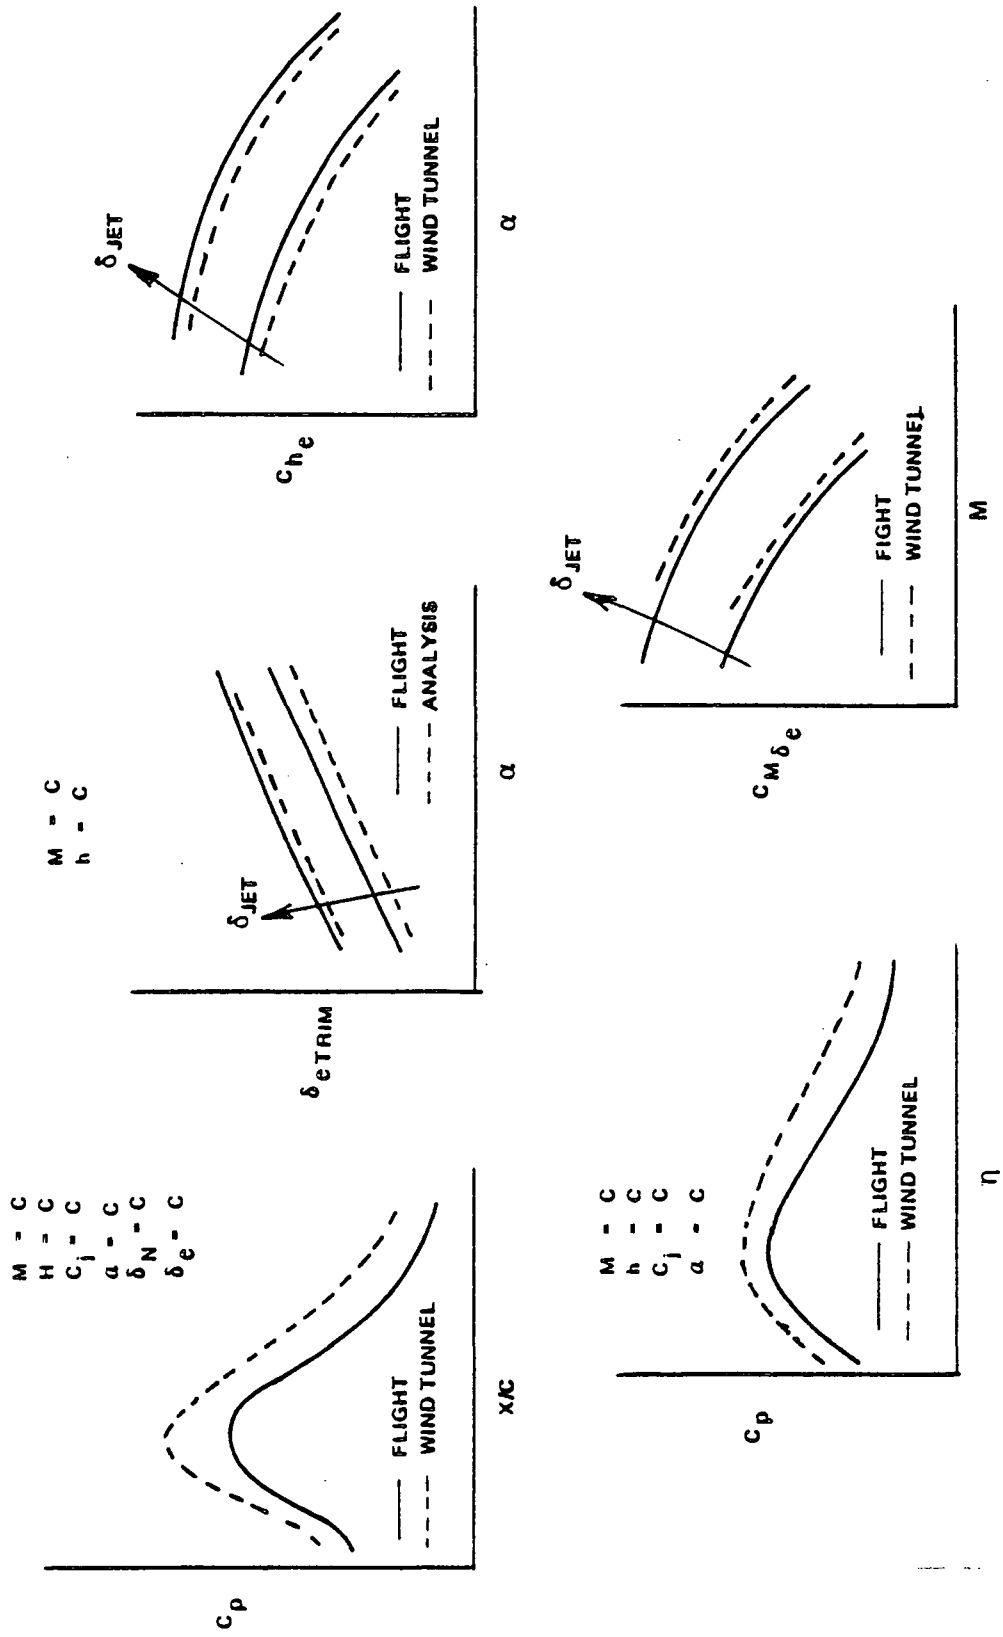 M = C
H = C
Cj = C
α = C
δN = C
δe = C
Cp
FLIGHT
WIND TUNNEL
X/C
M = C
h = C
δeTRIM
δJET
FLIGHT
ANALYSIS
α
Che
δJET
FLIGHT
WIND TUNNEL
α
M = C
h = C
Cj = C
α = C
Cp
FLIGHT
WIND TUNNEL
η
CMδe
δJET
FIGHT
WIND TUNNEL
M